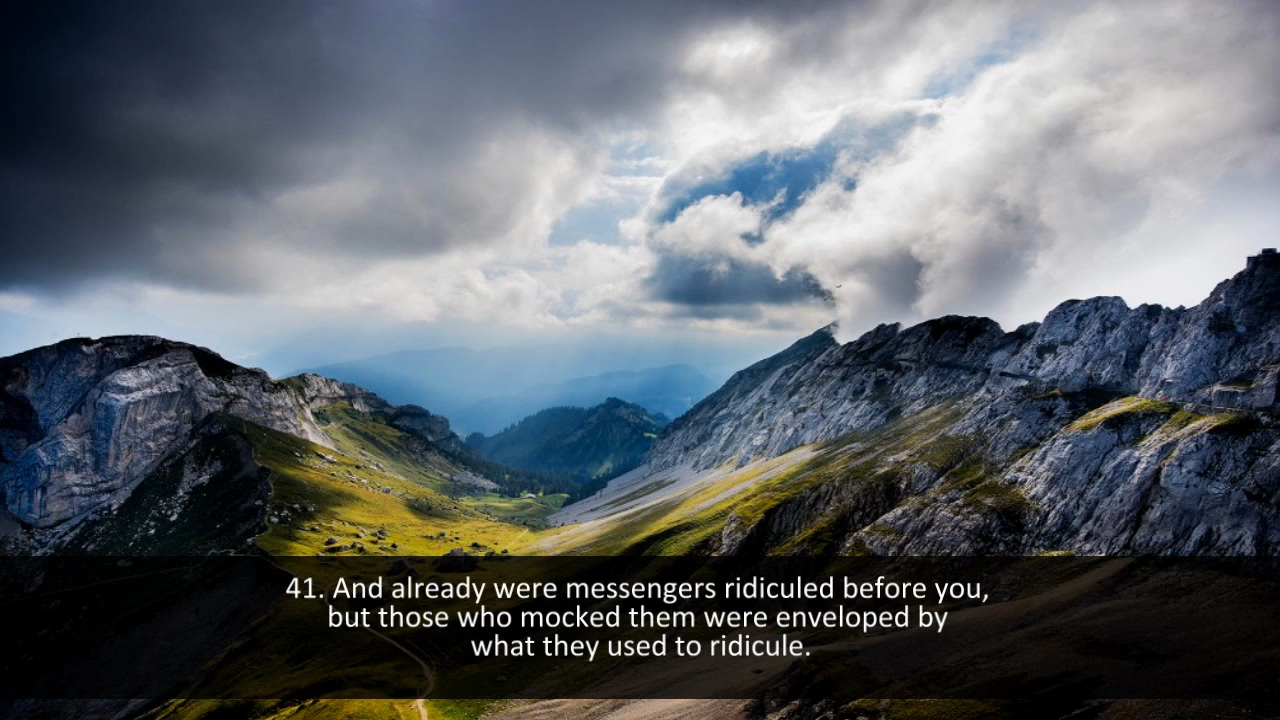 41. And already were messengers ridiculed before you,
but those who mocked them were enveloped by
what they used to ridicule.